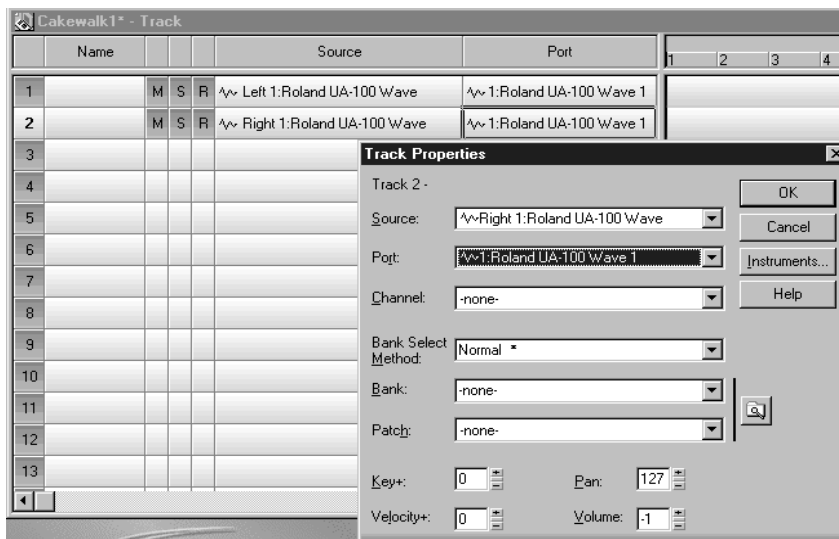 Cakewalk1* - Track
Name Source Port 1 2 3 4
1 M S R Left 1:Roland UA-100 Wave 1:Roland UA-100 Wave 1
2 M S R Right 1:Roland UA-100 Wave 1:Roland UA-100 Wave 1
3
4
5
6
7
8
9
10
11
12
13
Track Properties
Track 2 -
Source: Right 1:Roland UA-100 Wave
Port: 1:Roland UA-100 Wave 1
Channel: -none-
Bank Select Method: Normal *
Bank: -none-
Patch: -none-
Key+: 0 Pan: 127
Velocity+: 0 Volume: -1
OK
Cancel
Instruments...
Help